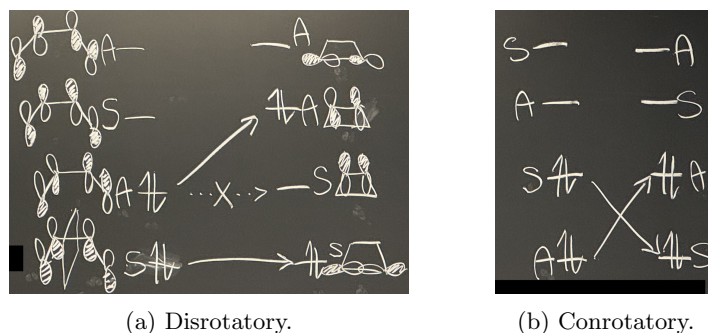 A A
S A
A X S
S S
(a) Disrotatory.
S A
A S
S A
A S
(b) Conrotatory.